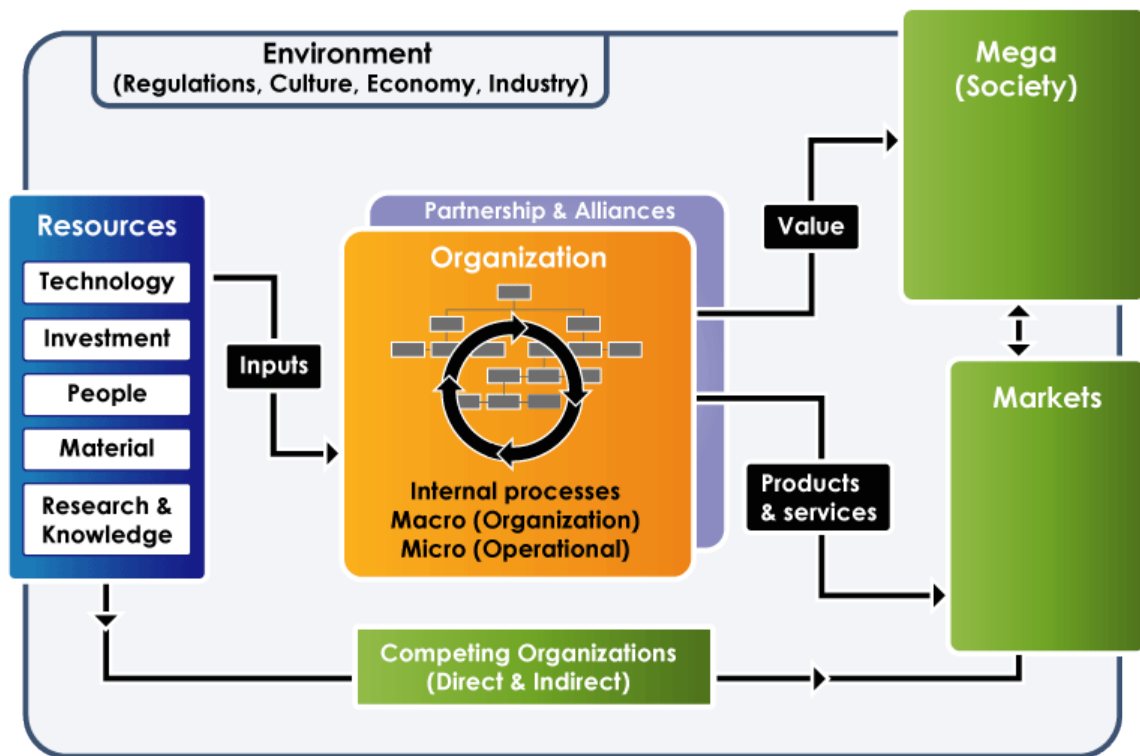 Environment
(Regulations, Culture, Economy, Industry)
Mega
(Society)
Resources
Technology
Investment
People
Material
Research &
Knowledge
Inputs
Partnership & Alliances
Organization
Internal processes
Macro (Organization)
Micro (Operational)
Value
Products
& services
Markets
Competing Organizations
(Direct & Indirect)